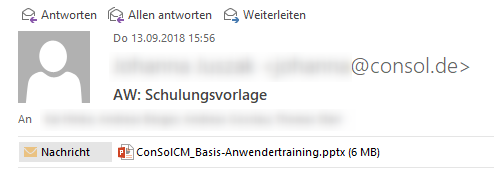 Antworten Allen antworten Weiterleiten
Do 13.09.2018 15:56
@consol.de>
AW: Schulungsvorlage
An
Nachricht ConSolCM_Basis-Anwendertraining.pptx (6 MB)